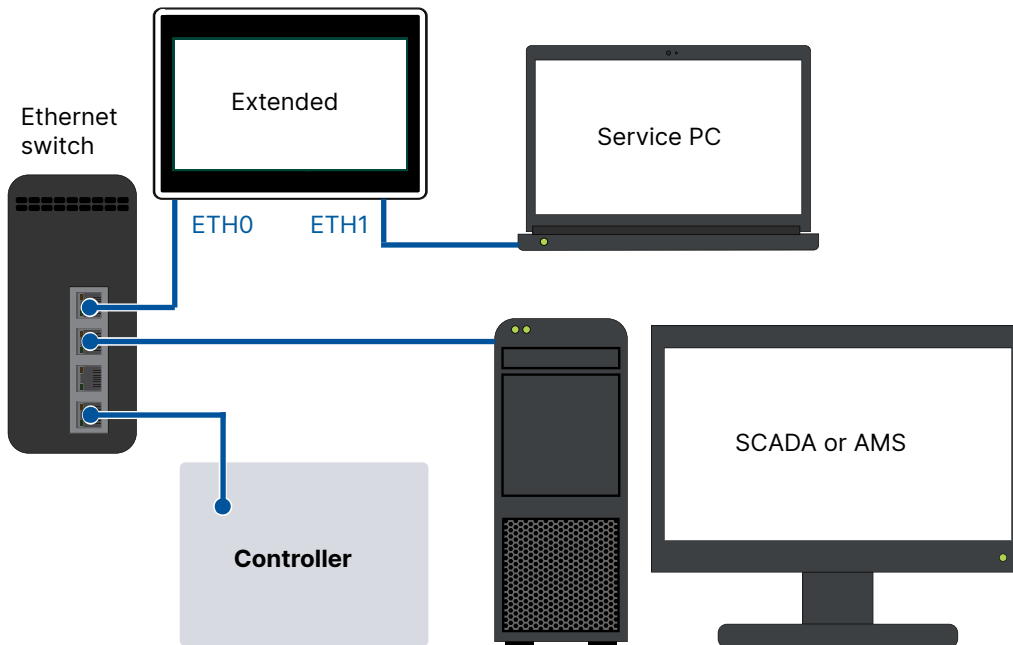 Extended
Ethernet
switch
Service PC
ETH0
ETH1
SCADA or AMS
Controller